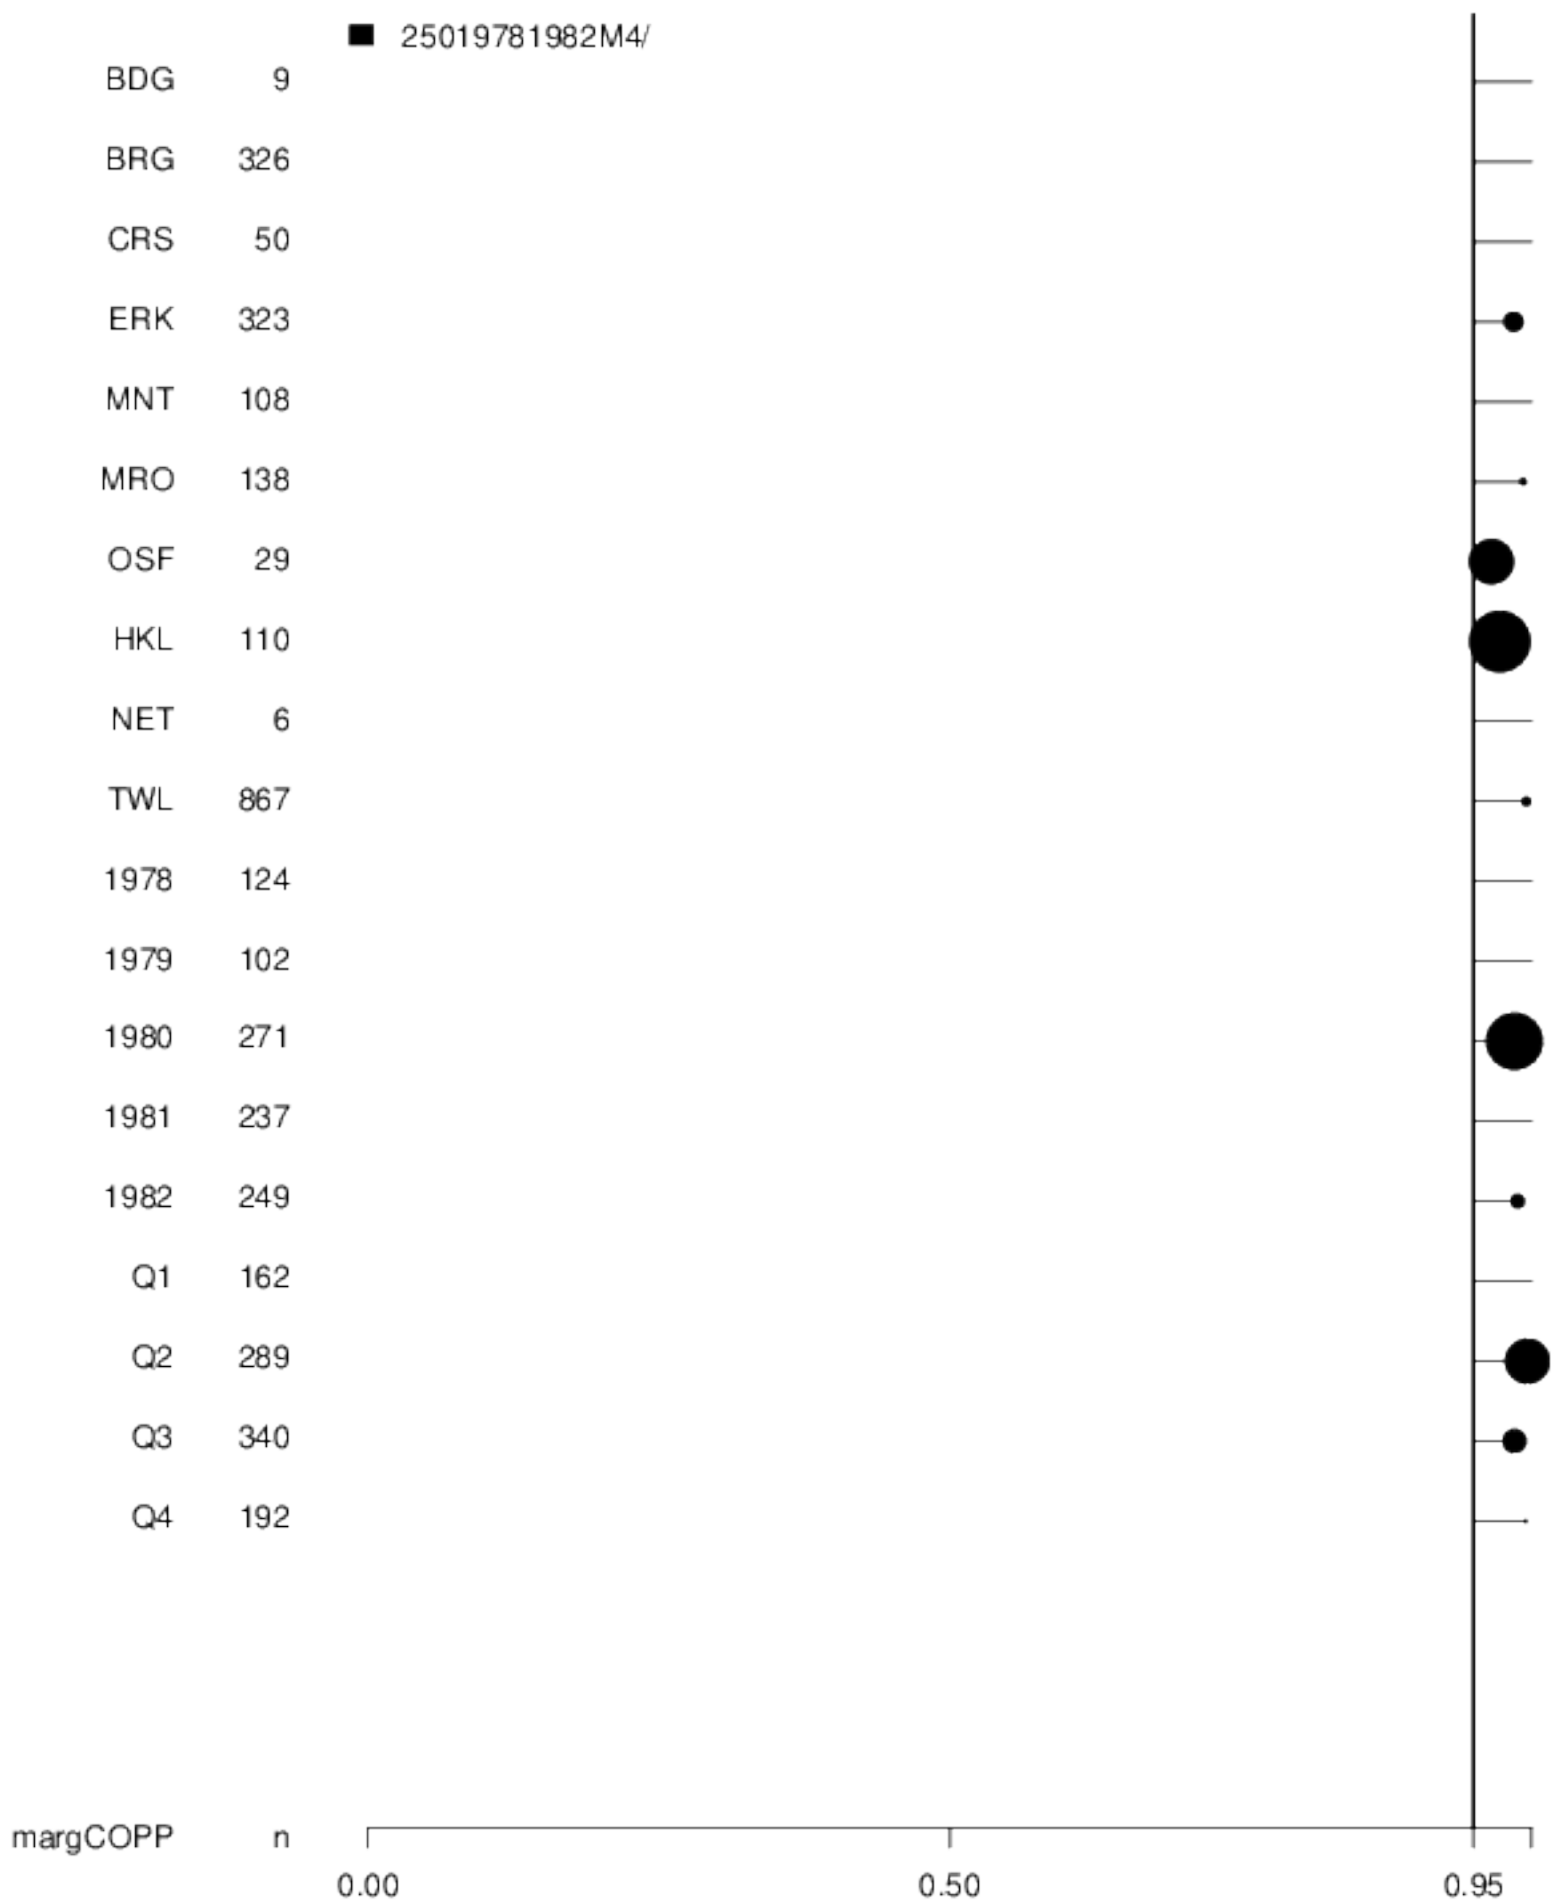 25019781982M4/
BDG 9
BRG 326
CRS 50
ERK 323
MNT 108
MRO 138
OSF 29
HKL 110
NET 6
TWL 867
1978 124
1979 102
1980 271
1981 237
1982 249
Q1 162
Q2 289
Q3 340
Q4 192
margCOPP n
0.00 0.50 0.95